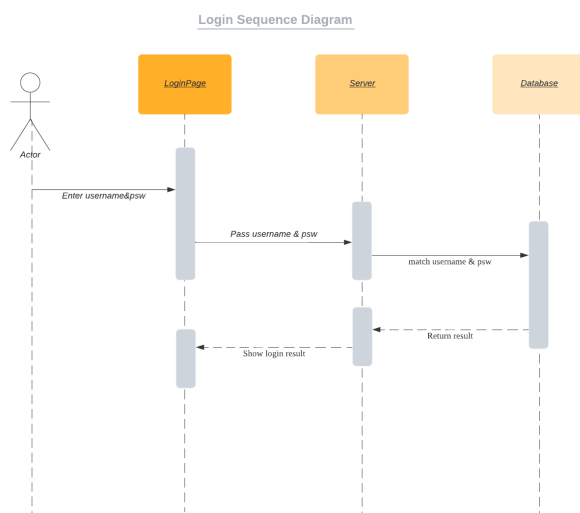 Login Sequence Diagram
LoginPage
Server
Database
Actor
Enter username&psw
Pass username & psw
match username & psw
Return result
Show login result